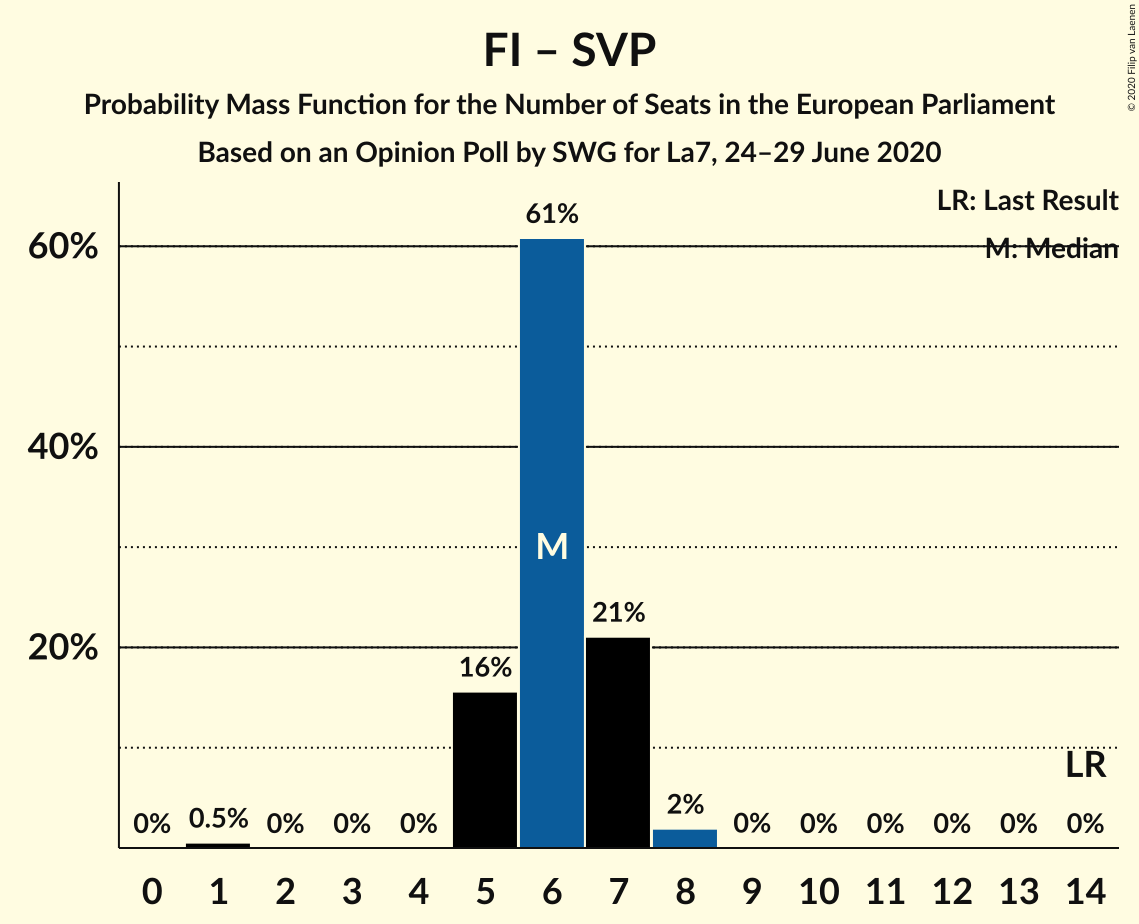 FI – SVP
Probability Mass Function for the Number of Seats in the European Parliament
Based on an Opinion Poll by SWG for La7, 24–29 June 2020
© 2020 Filip van Laenen
LR: Last Result
M: Median
60%
40%
20%
0%
0.5%
0%
0%
0%
16%
61%
M
21%
2%
0%
0%
0%
0%
0%
0%
LR
0 1 2 3 4 5 6 7 8 9 10 11 12 13 14